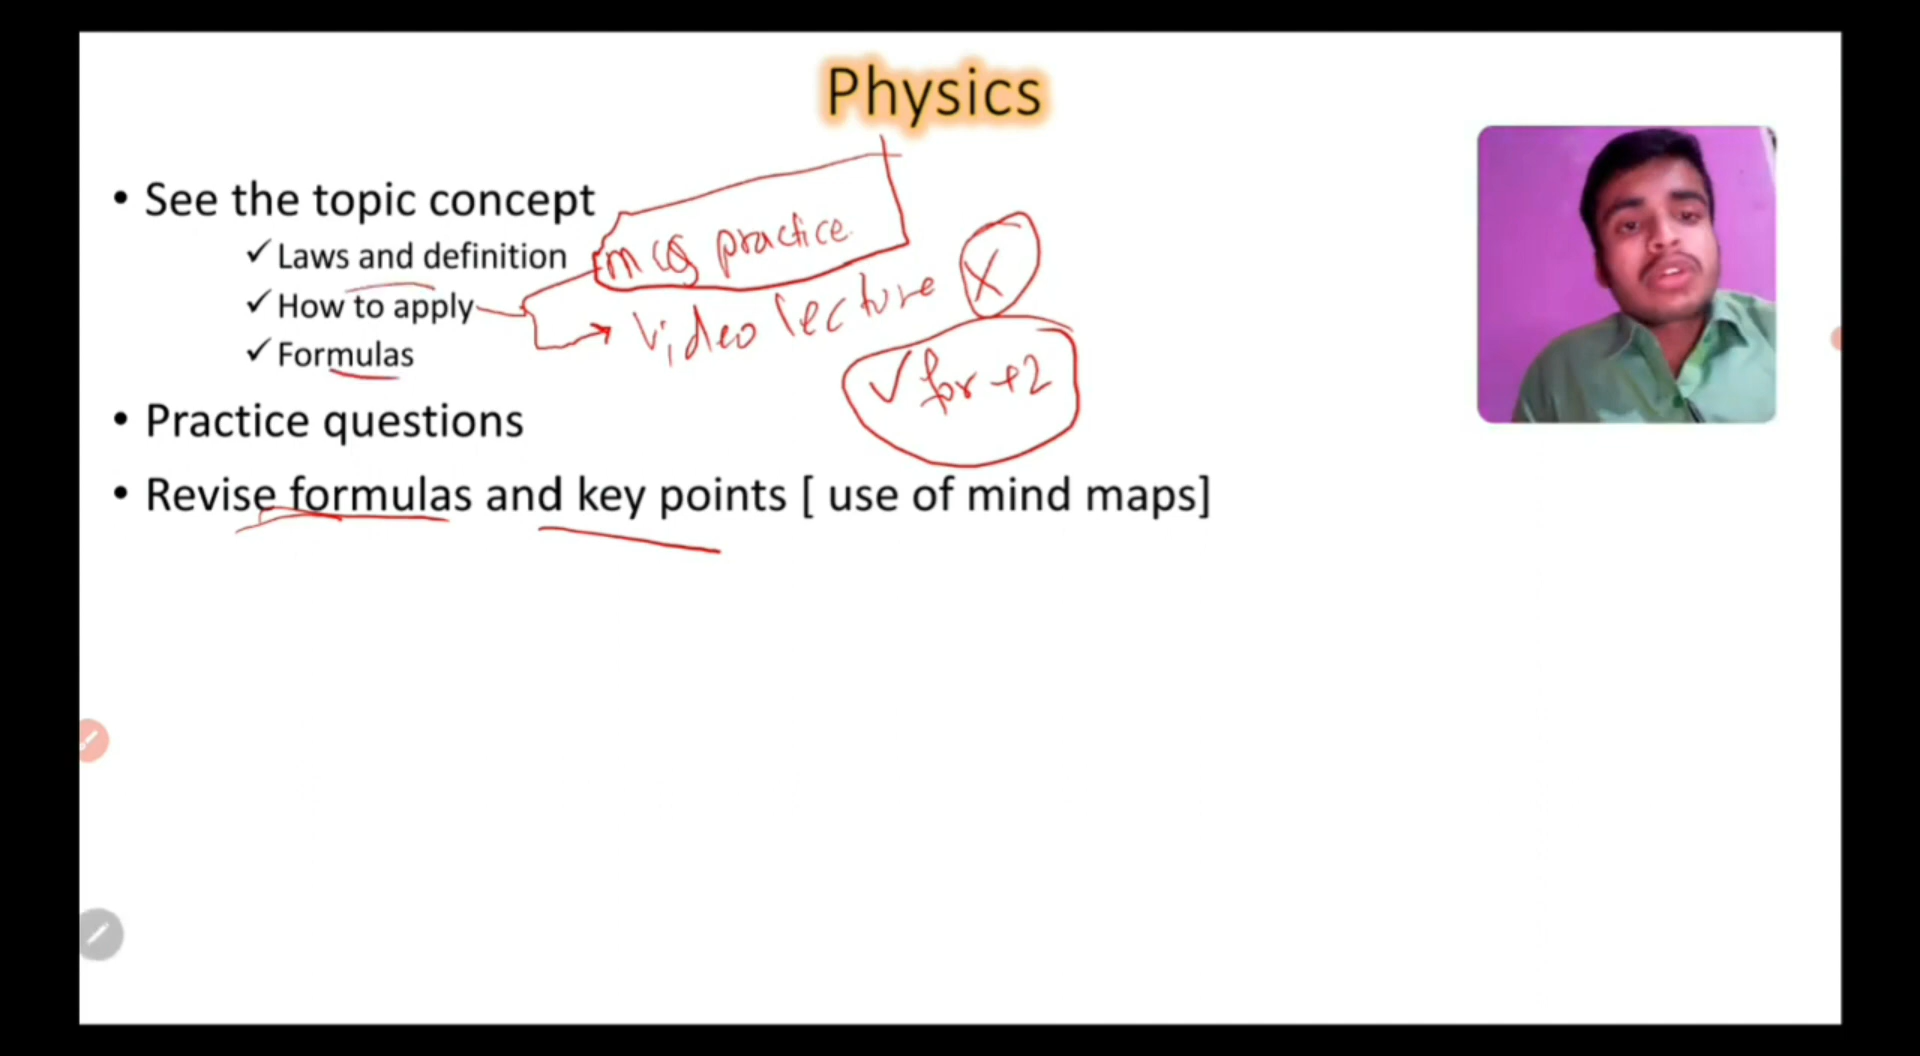 Physics
• See the topic concept
✓ Laws and definition
mcq practice.
✓ How to apply
→ Video lecture X
✓ Formulas
✓ for +2
• Practice questions
• Revise formulas and key points [ use of mind maps]